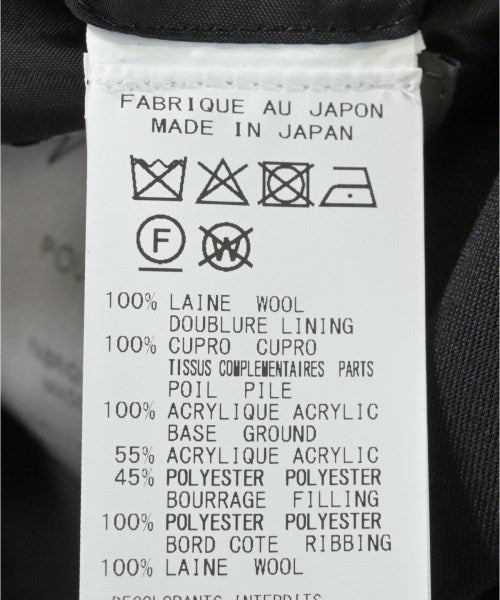 FABRIQUE AU JAPON
MADE IN JAPAN
F W
100% LAINE WOOL
DOUBLURE LINING
100% CUPRO CUPRO
TISSUS COMPLEMENTAIRES PARTS
POIL PILE
100% ACRYLIQUE ACRYLIC
BASE GROUND
55% ACRYLIQUE ACRYLIC
45% POLYESTER POLYESTER
BOURRAGE FILLING
100% POLYESTER POLYESTER
BORD COTE RIBBING
100% LAINE WOOL
DECOLORANTS INTERDITS